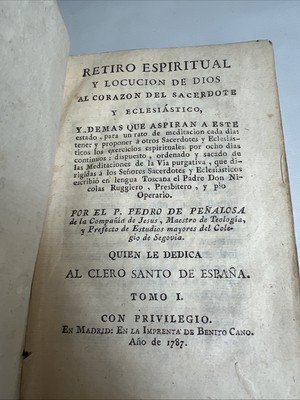 RETIRO ESPIRITUAL
Y LOCUCION DE DIOS
AL CORAZON DEL SACERDOTE
Y ECLESIÁSTICO,
Y DEMAS QUE ASPIRAN A ESTE
estado, para un rato de meditacion cada dia:
tener y proponer á otros Sacerdotes y Eclesiás-
ticos los exercicios espirituales por ocho dias
continuos: dispuesto, ordenado y sacado de
las Meditaciones de la Via purgativa, que di-
rigidas á los Señores Sacerdotes y Eclesiásticos
escribió en lengua Toscana el Padre Don Ni-
colas Ruggiero, Presbitero, y pio
Operario.
POR EL P. PEDRO DE PEÑALOSA
de la Compañia de Jesus, Maestro de Teología,
y Prefecto de Estudios mayores del Cole-
gio de Segovia.
QUIEN LE DEDICA
AL CLERO SANTO DE ESPAÑA.
TOMO I.
CON PRIVILEGIO.
EN MADRID: EN LA IMPRENTA DE BENITO CANO.
Año de 1787.